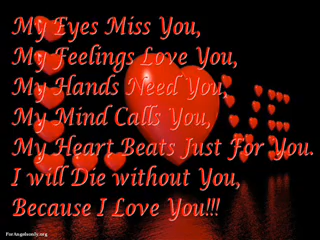 My Eyes Miss You,
My Feelings Love You,
My Hands Need You,
My Mind Calls You,
My Heart Beats Just For You.
I will Die without You,
Because I Love You!!!
ForAngelsonly.org